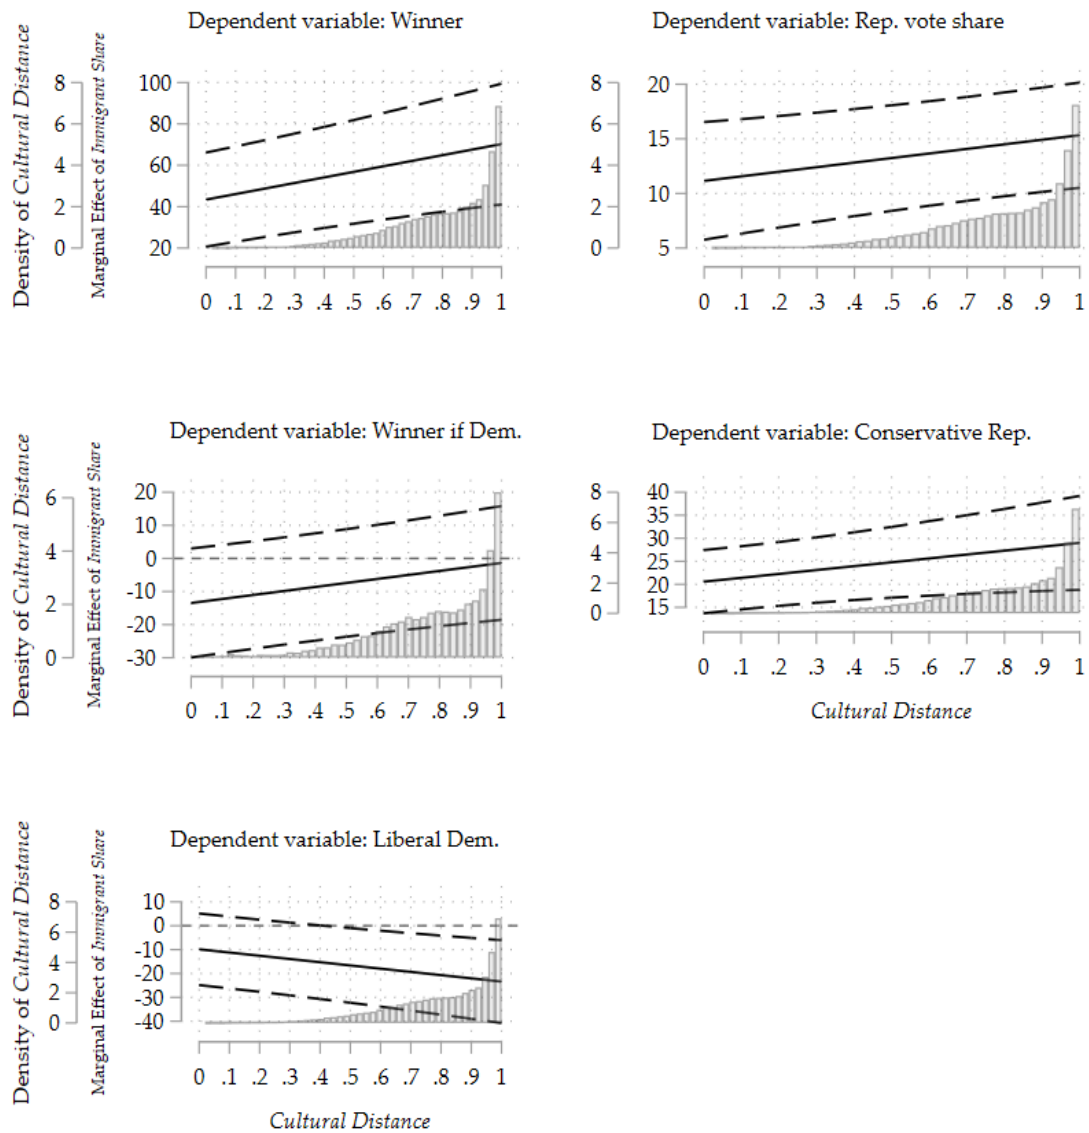 Dependent variable: Winner
Density of Cultural Distance
8
6
4
2
0
Marginal Effect of Immigrant Share
100
80
60
40
20
0 .1 .2 .3 .4 .5 .6 .7 .8 .9 1
Dependent variable: Rep. vote share
8
6
4
2
0
20
15
10
5
0 .1 .2 .3 .4 .5 .6 .7 .8 .9 1
Dependent variable: Winner if Dem.
Density of Cultural Distance
6
4
2
0
Marginal Effect of Immigrant Share
20
10
0
-10
-20
-30
0 .1 .2 .3 .4 .5 .6 .7 .8 .9 1
Dependent variable: Conservative Rep.
8
6
4
2
0
40
35
30
25
20
15
0 .1 .2 .3 .4 .5 .6 .7 .8 .9 1
Cultural Distance
Dependent variable: Liberal Dem.
Density of Cultural Distance
8
6
4
2
0
Marginal Effect of Immigrant Share
10
0
-10
-20
-30
-40
0 .1 .2 .3 .4 .5 .6 .7 .8 .9 1
Cultural Distance